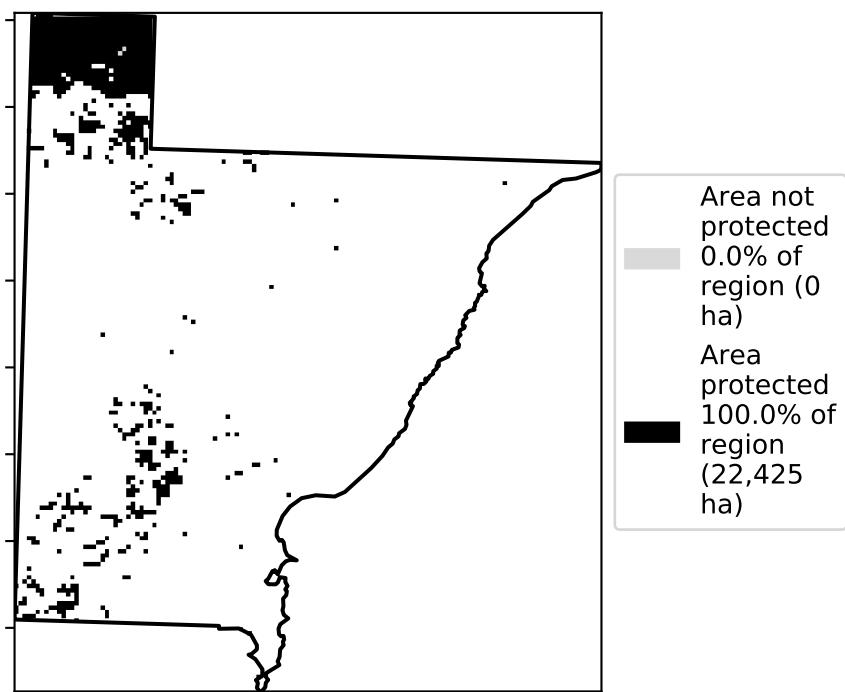 Area not
protected
0.0% of
region (0
ha)
Area
protected
100.0% of
region
(22,425
ha)